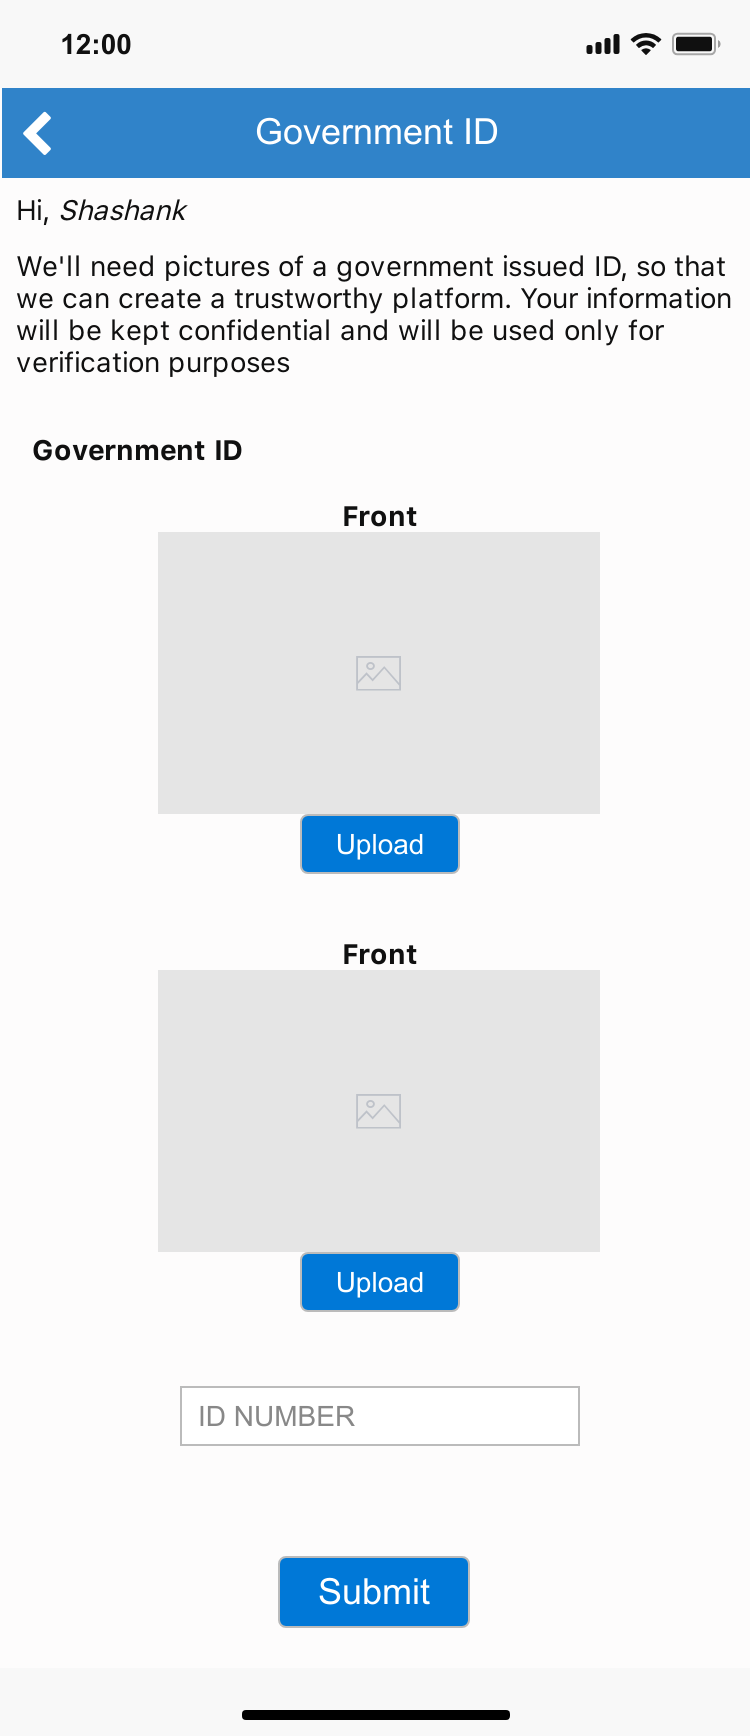 12:00
Government ID
Hi, Shashank
We'll need pictures of a government issued ID, so that
we can create a trustworthy platform. Your information
will be kept confidential and will be used only for
verification purposes
Government ID
Front
Upload
Front
Upload
ID NUMBER
Submit